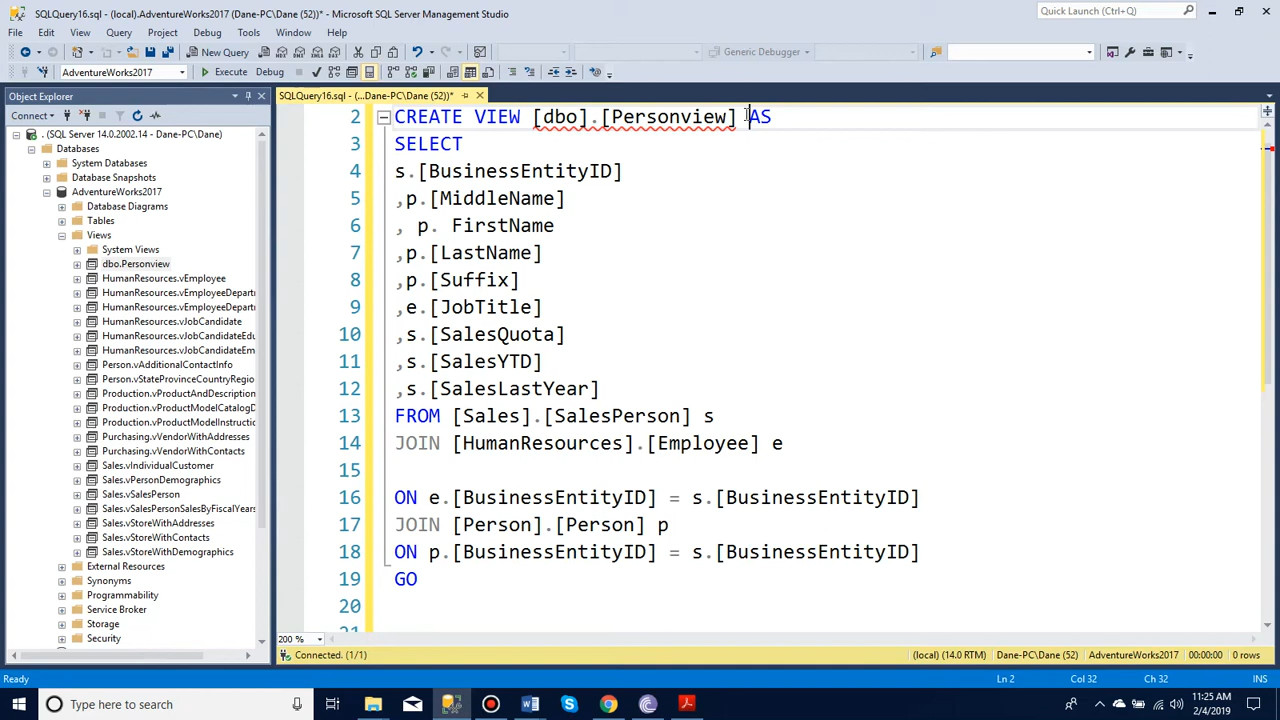 SQLQuery16.sql - (local).AdventureWorks2017 (Dane-PC\Dane (52))* - Microsoft SQL Server Management Studio
Quick Launch (Ctrl+Q)
File Edit View Query Project Debug Tools Window Help
New Query
Generic Debugger
AdventureWorks2017
Execute Debug
Object Explorer
SQLQuery16.sql - (...Dane-PC\Dane (52))*
Connect
. (SQL Server 14.0.2002.14 - Dane-PC\Dane)
Databases
System Databases
Database Snapshots
AdventureWorks2017
Database Diagrams
Tables
Views
System Views
dbo.Personview
HumanResources.vEmployee
HumanResources.vEmployeeDepartr
HumanResources.vEmployeeDepartr
HumanResources.vJobCandidate
HumanResources.vJobCandidateEdu
HumanResources.vJobCandidateEm
Person.vAdditionalContactInfo
Person.vStateProvinceCountryRegio
Production.vProductAndDescription
Production.vProductModelCatalogD
Production.vProductModelInstructio
Purchasing.vVendorWithAddresses
Purchasing.vVendorWithContacts
Sales.vIndividualCustomer
Sales.vPersonDemographics
Sales.vSalesPerson
Sales.vSalesPersonSalesByFiscalYears
Sales.vStoreWithAddresses
Sales.vStoreWithContacts
Sales.vStoreWithDemographics
External Resources
Synonyms
Programmability
Service Broker
Storage
Security
2 CREATE VIEW [dbo].[Personview] AS
3 SELECT
4 s.[BusinessEntityID]
5 ,p.[MiddleName]
6 , p. FirstName
7 ,p.[LastName]
8 ,p.[Suffix]
9 ,e.[JobTitle]
10 ,s.[SalesQuota]
11 ,s.[SalesYTD]
12 ,s.[SalesLastYear]
13 FROM [Sales].[SalesPerson] s
14 JOIN [HumanResources].[Employee] e
15
16 ON e.[BusinessEntityID] = s.[BusinessEntityID]
17 JOIN [Person].[Person] p
18 ON p.[BusinessEntityID] = s.[BusinessEntityID]
19 GO
20
200 %
Connected. (1/1) (local) (14.0 RTM) Dane-PC\Dane (52) AdventureWorks2017 00:00:00 0 rows
Ready Ln 2 Col 32 Ch 32 INS
Type here to search
11:25 AM
2/4/2019